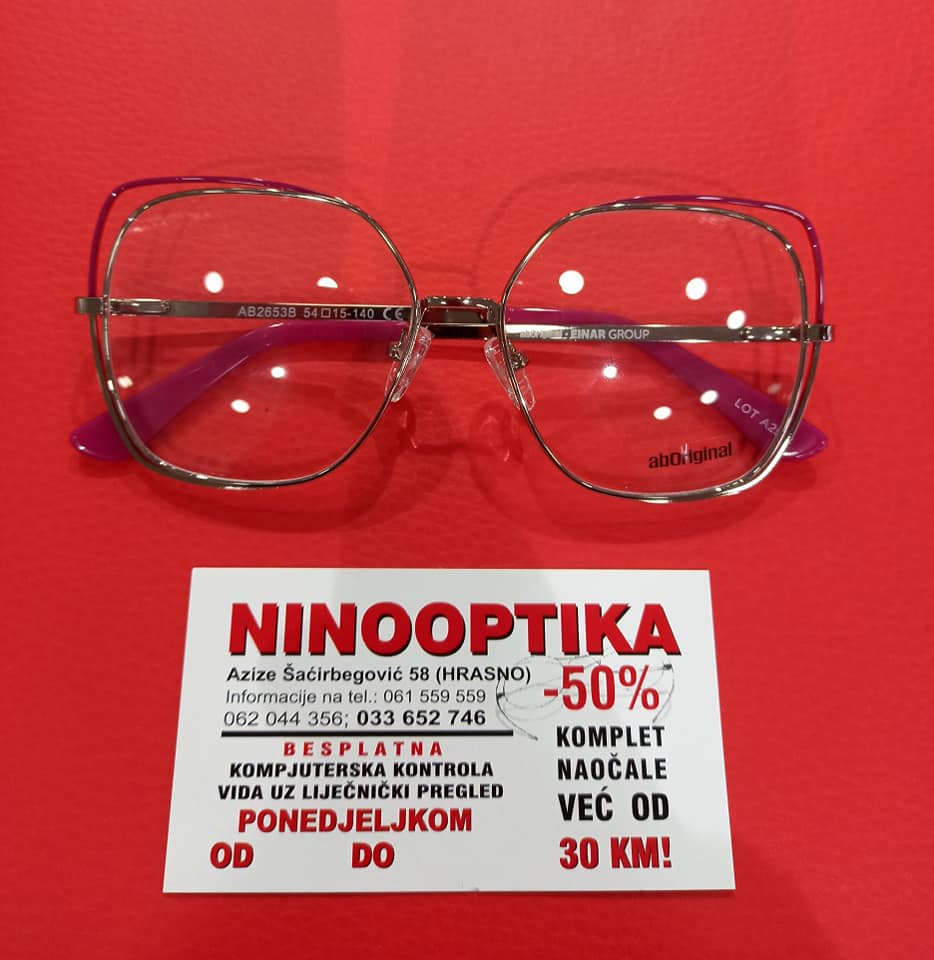 AB2653B 54□15-140 CE
EINAR GROUP
LOT
abOriginal
NINOOPTIKA
Azize Šaćirbegović 58 (HRASNO)
Informacije na tel.: 061 559 559
062 044 356; 033 652 746
BESPLATNA
KOMPJUTERSKA KONTROLA
VIDA UZ LIJEČNIČKI PREGLED
PONEDJELJKOM
OD DO
-50%
KOMPLET
NAOČALE
VEĆ OD
30 KM!